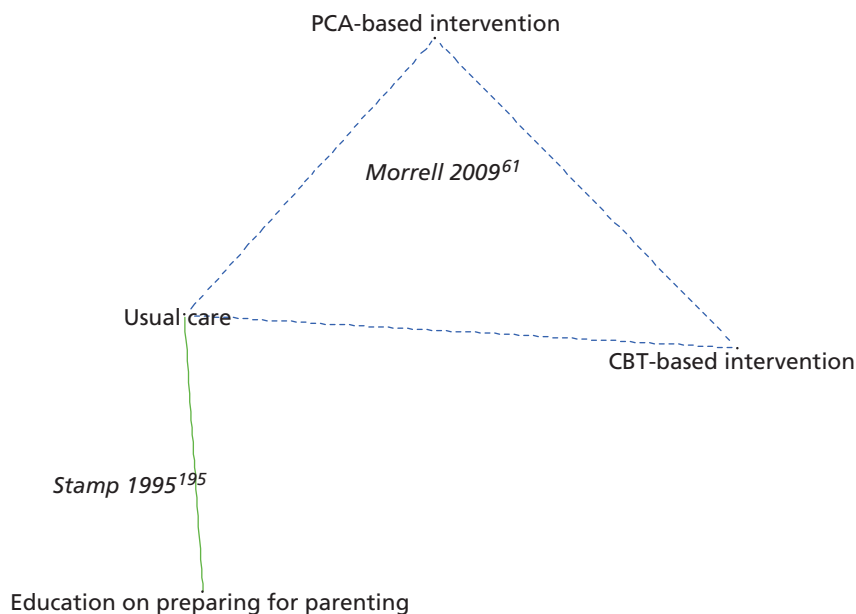 PCA-based intervention
Morrell 2009⁶¹
Usual care
CBT-based intervention
Stamp 1995¹⁹⁵
Education on preparing for parenting